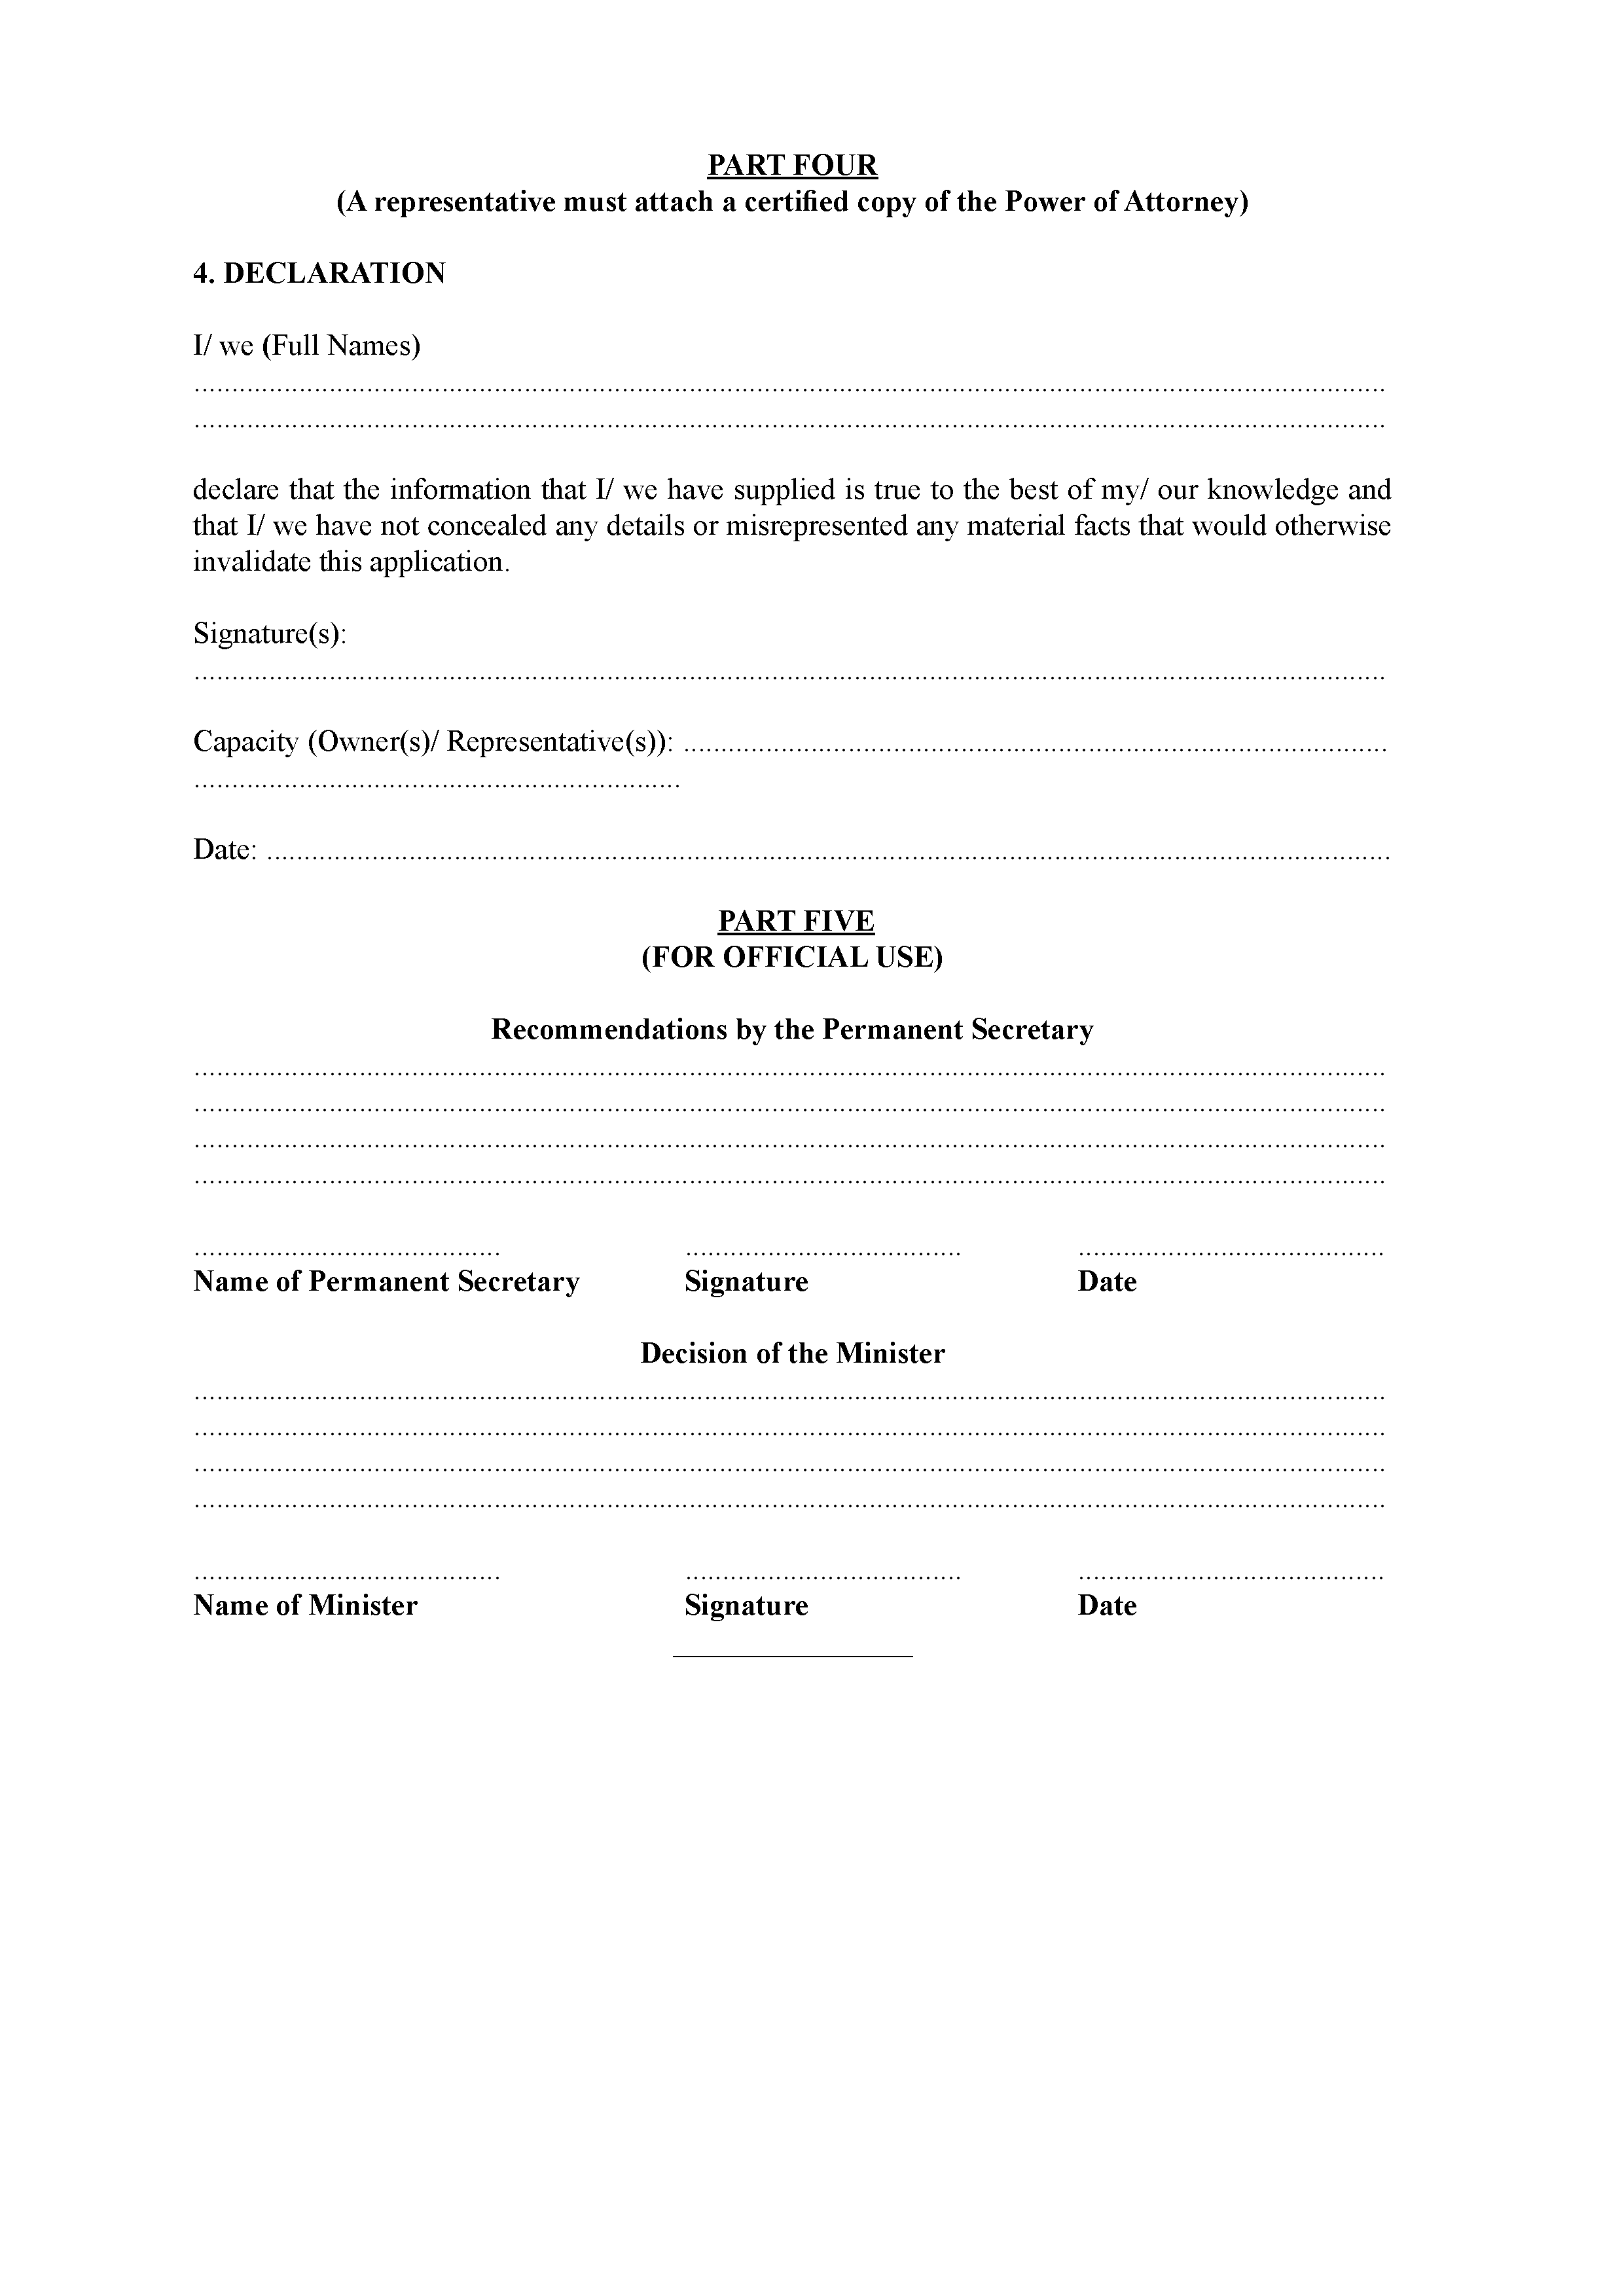 PART FOUR
(A representative must attach a certified copy of the Power of Attorney)
4. DECLARATION
I/ we (Full Names)
................................................................................................................................................................
................................................................................................................................................................
declare that the information that I/ we have supplied is true to the best of my/ our knowledge and
that I/ we have not concealed any details or misrepresented any material facts that would otherwise
invalidate this application.
Signature(s):
................................................................................................................................................................
Capacity (Owner(s)/ Representative(s)): ...............................................................................................
.................................................................
Date: .......................................................................................................................................................
PART FIVE
(FOR OFFICIAL USE)
Recommendations by the Permanent Secretary
................................................................................................................................................................
................................................................................................................................................................
................................................................................................................................................................
................................................................................................................................................................
......................................... ..................................... .........................................
Name of Permanent Secretary Signature Date
Decision of the Minister
................................................................................................................................................................
................................................................................................................................................................
................................................................................................................................................................
................................................................................................................................................................
......................................... ..................................... .........................................
Name of Minister Signature Date